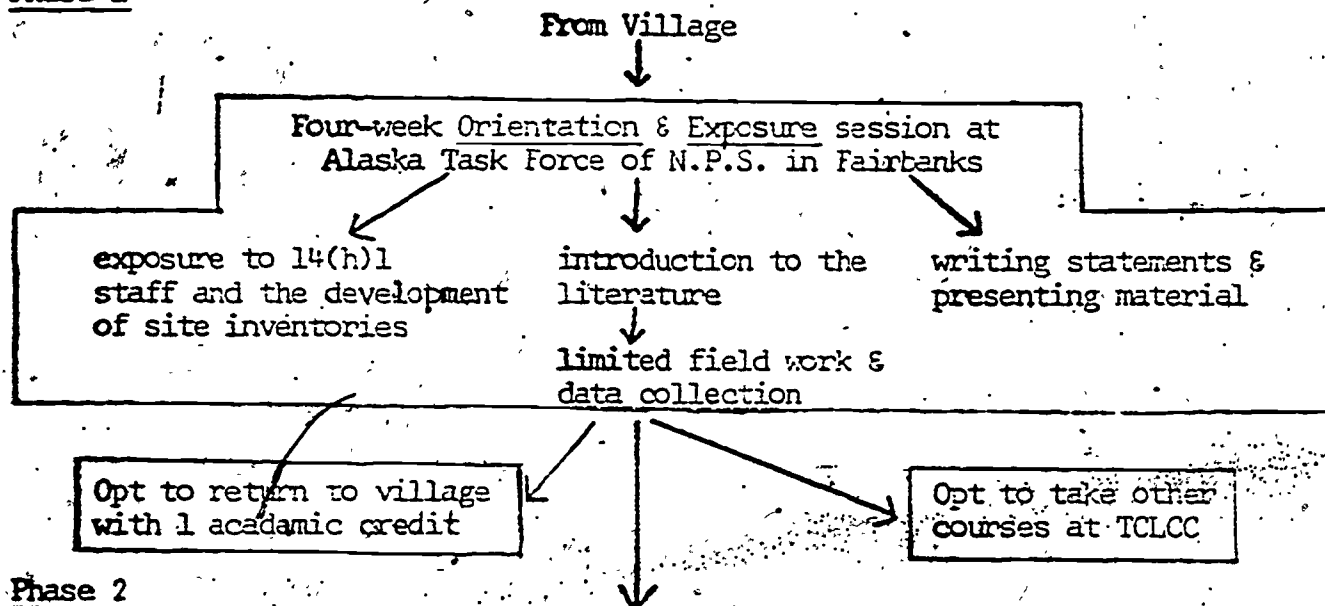 From Village
Four-week Orientation & Exposure session at
Alaska Task Force of N.P.S. in Fairbanks
exposure to 14(h)1
staff and the development
of site inventories
introduction to the
literature
limited field work &
data collection
writing statements &
presenting material
Opt to return to village
with 1 acadamic credit
Opt to take other
courses at TCLCC
Phase 2